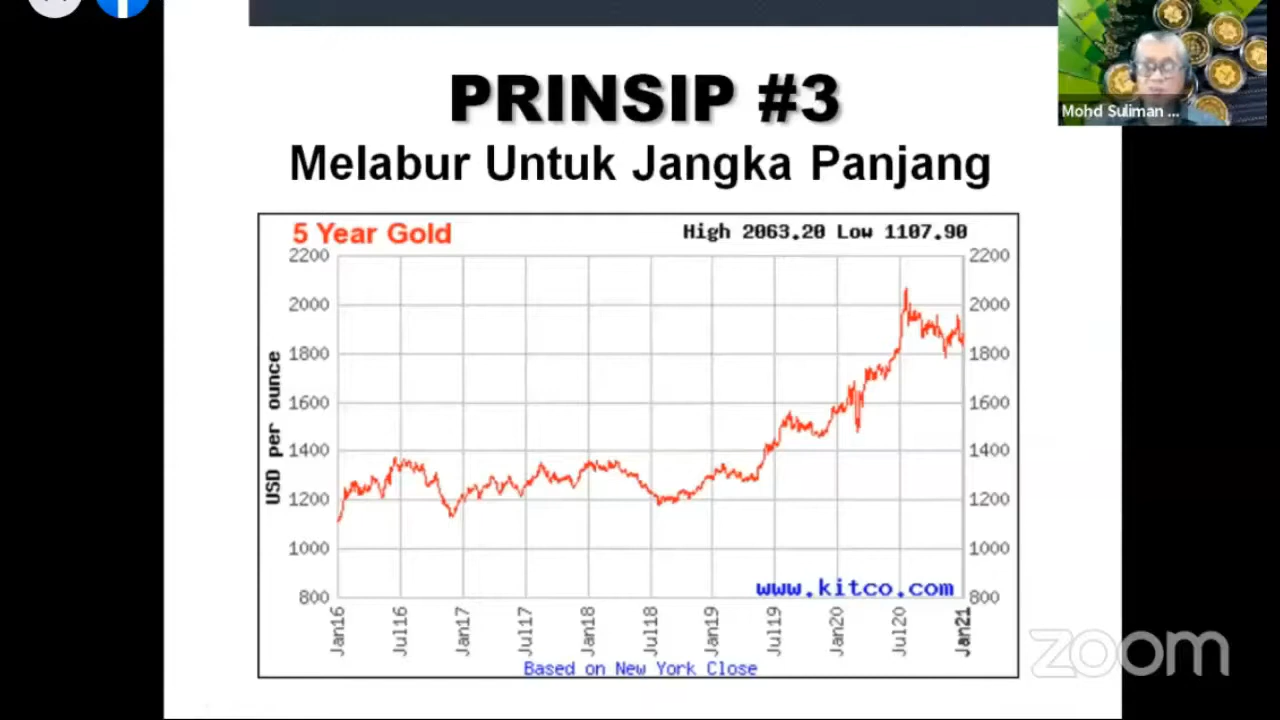 PRINSIP #3
Melabur Untuk Jangka Panjang
Mohd Suliman ...
5 Year Gold
High 2063.20 Low 1107.90
USD per ounce
2200 2200
2000 2000
1800 1800
1600 1600
1400 1400
1200 1200
1000 1000
800 800
www.kitco.com
Jan16 Jul16 Jan17 Jul17 Jan18 Jul18 Jan19 Jul19 Jan20 Jul20 Jan21
Based on New York Close
zoom